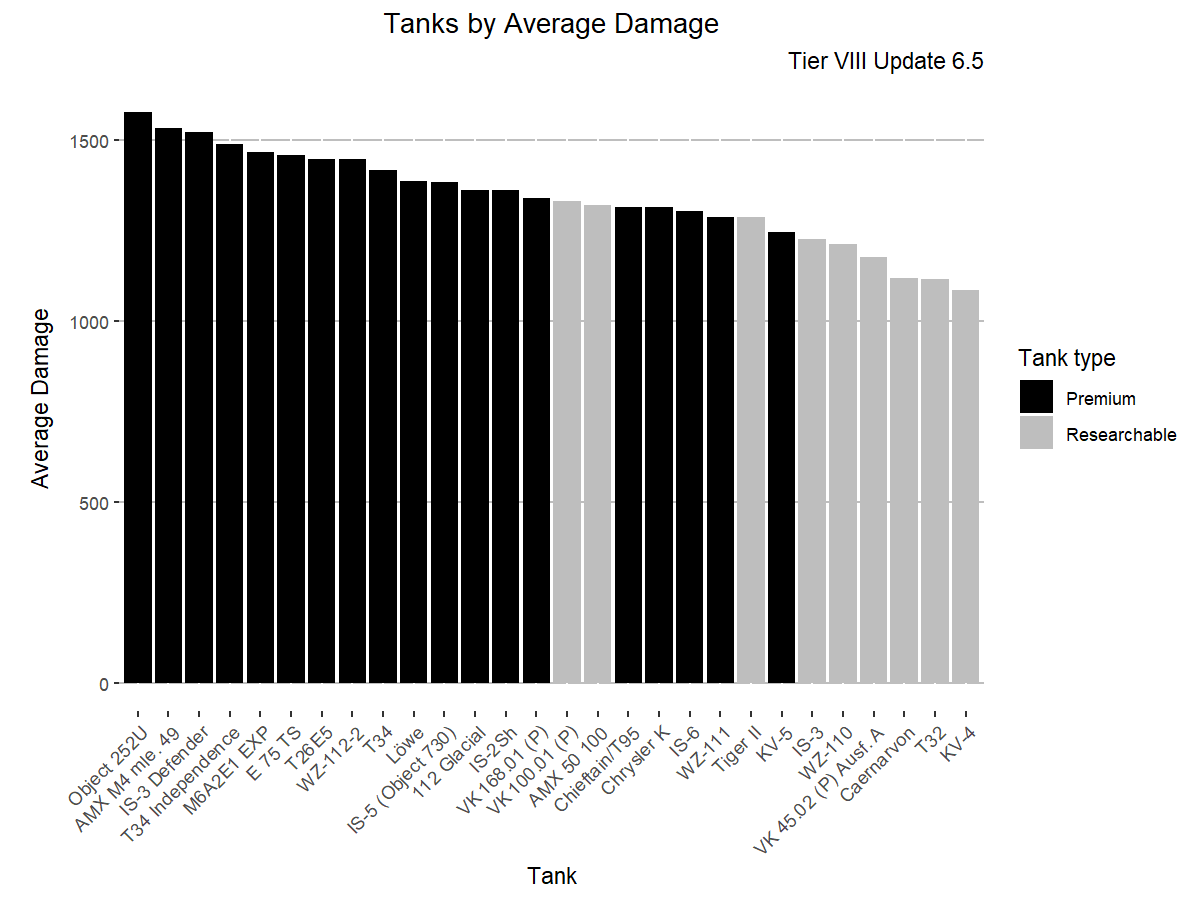 Tanks by Average Damage
Tier VIII Update 6.5
1500
1000
500
0
Average Damage
Object 252U
AMX M4 mle. 49
IS-3 Defender
T34 Independence
M6A2E1 EXP
E 75 TS
T26E5
WZ-112-2
T34
Löwe
IS-5 (Object 730)
112 Glacial
IS-2Sh
VK 168.01 (P)
VK 100.01 (P)
AMX 50 100
Chieftain/T95
Chrysler K
IS-6
WZ-111
Tiger II
KV-5
IS-3
WZ-110
VK 45.02 (P) Ausf. A
Caernarvon
T32
KV-4
Tank
Tank type
Premium
Researchable